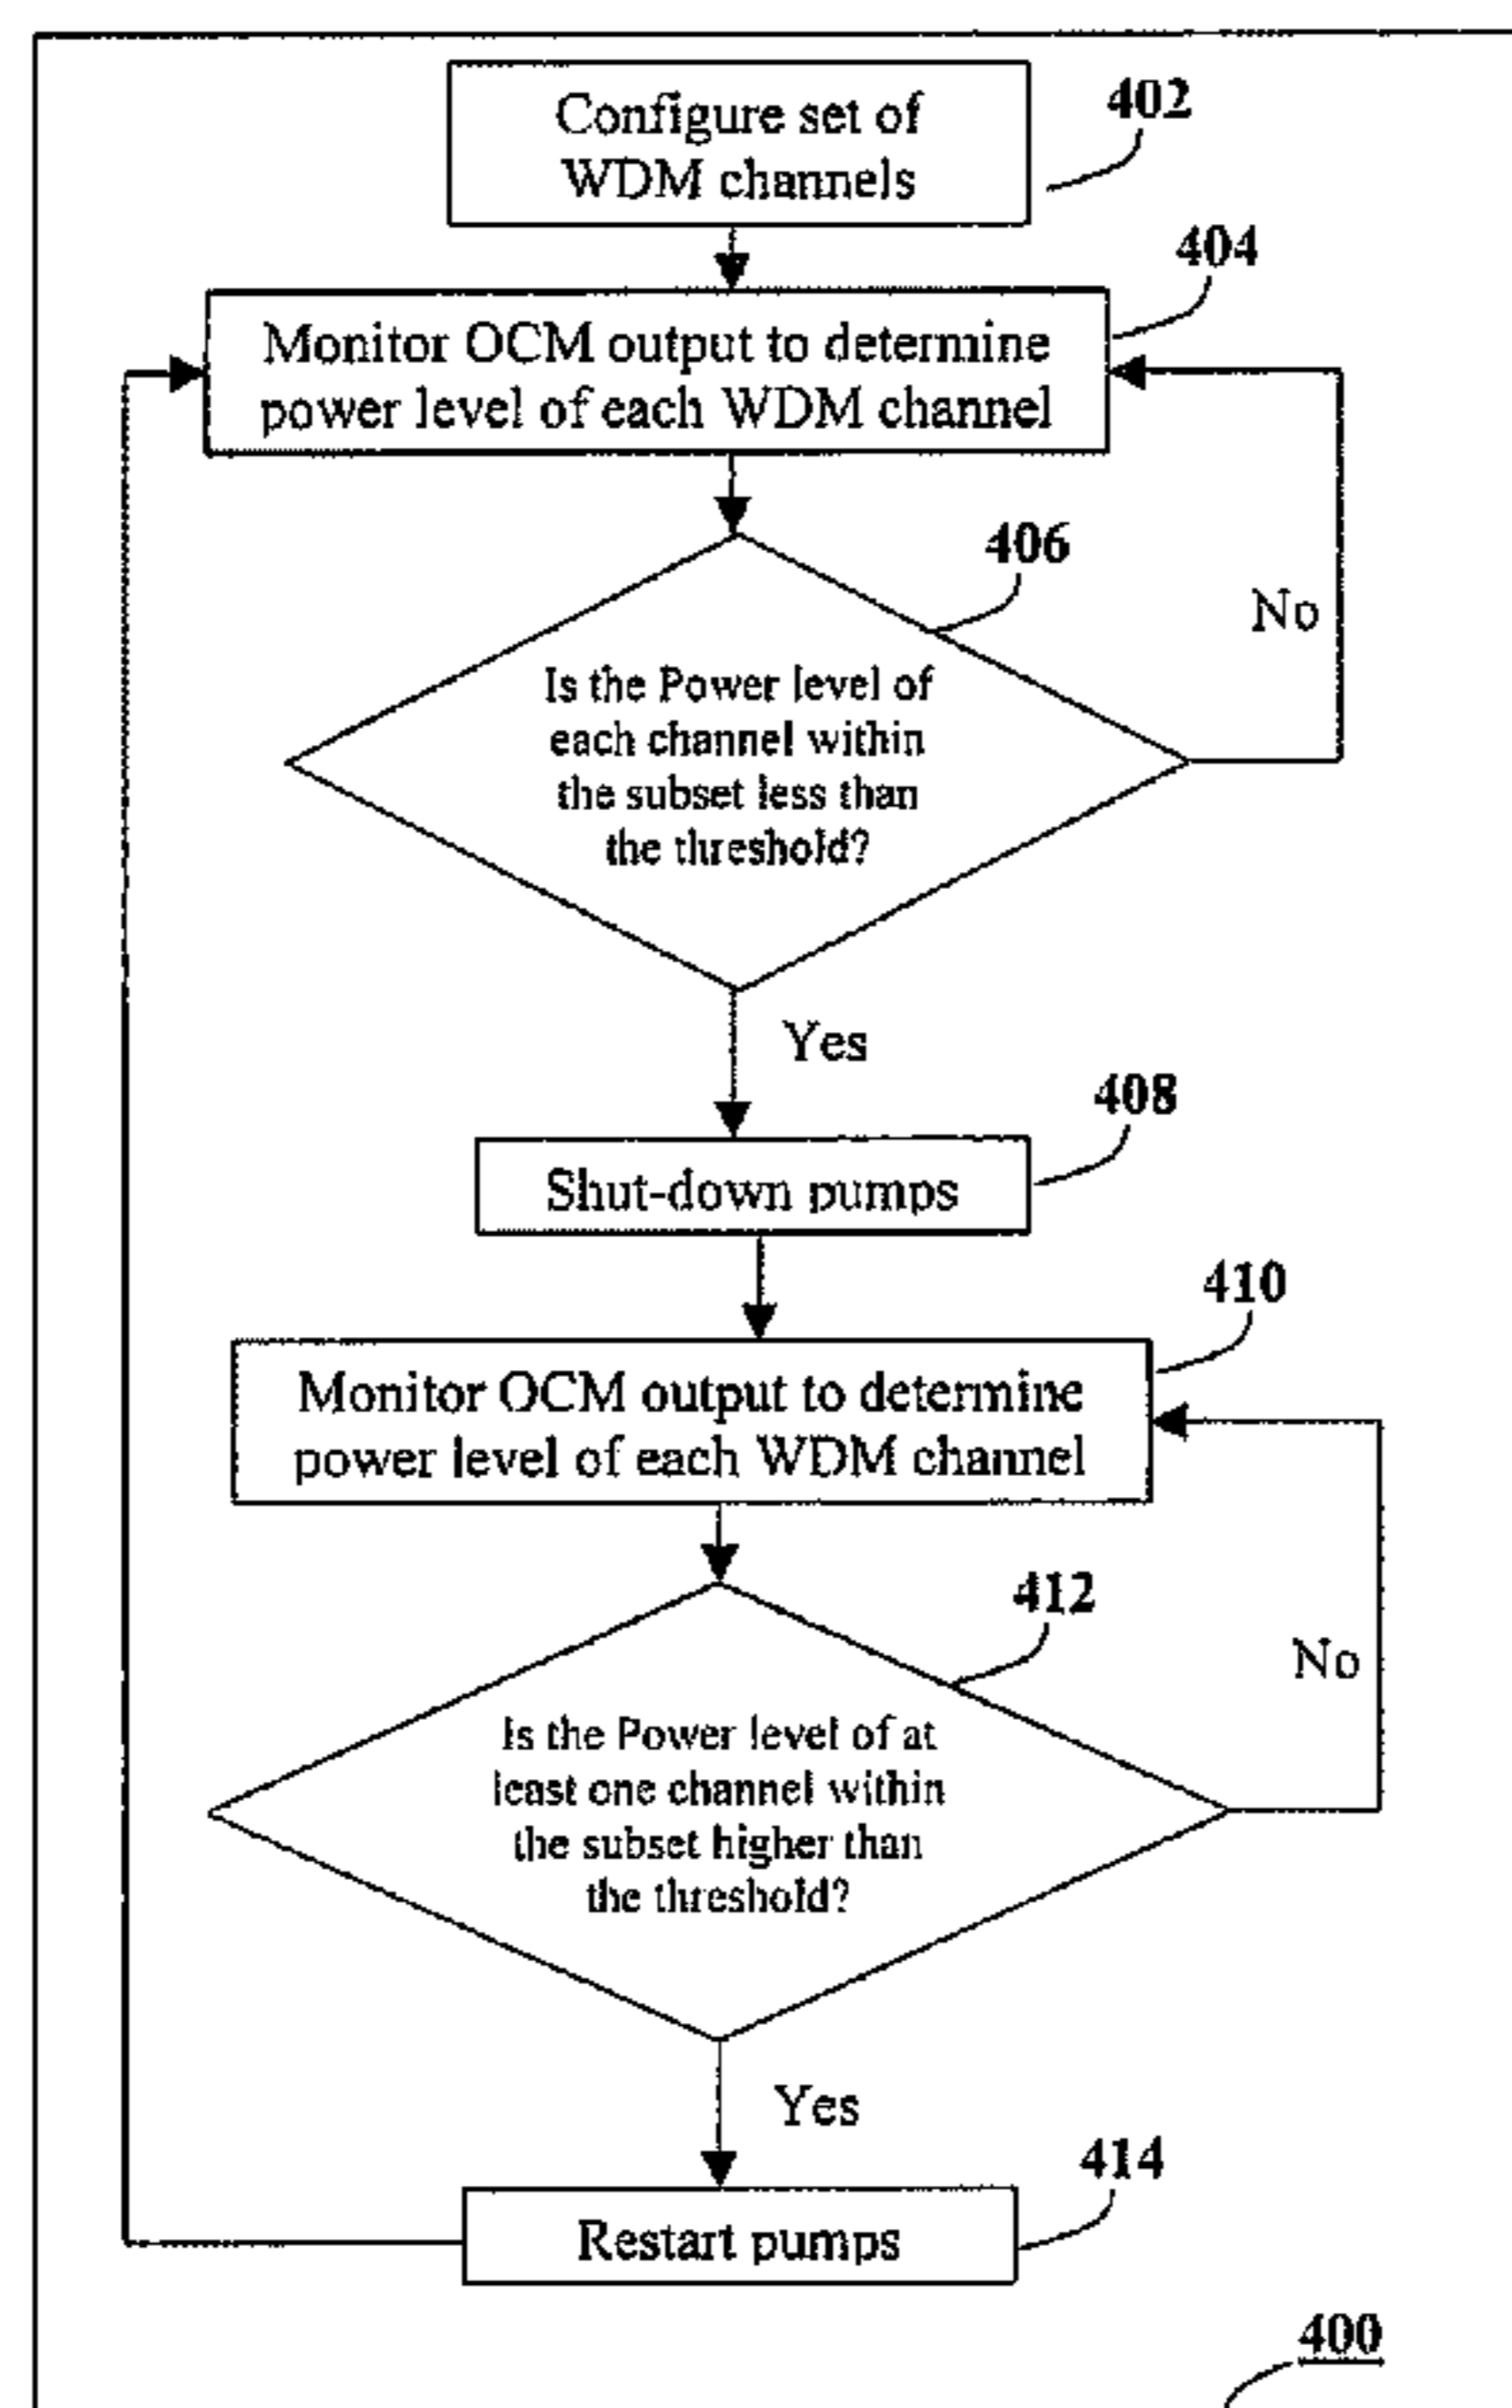 Configure set of
WDM channels
402
404
Monitor OCM output to determine
power level of each WDM channel
406
No
Is the Power level of
each channel within
the subset less than
the threshold?
Yes
408
Shut-down pumps
410
Monitor OCM output to determine
power level of each WDM channel
412
No
Is the Power level of at
least one channel within
the subset higher than
the threshold?
Yes
414
Restart pumps
400